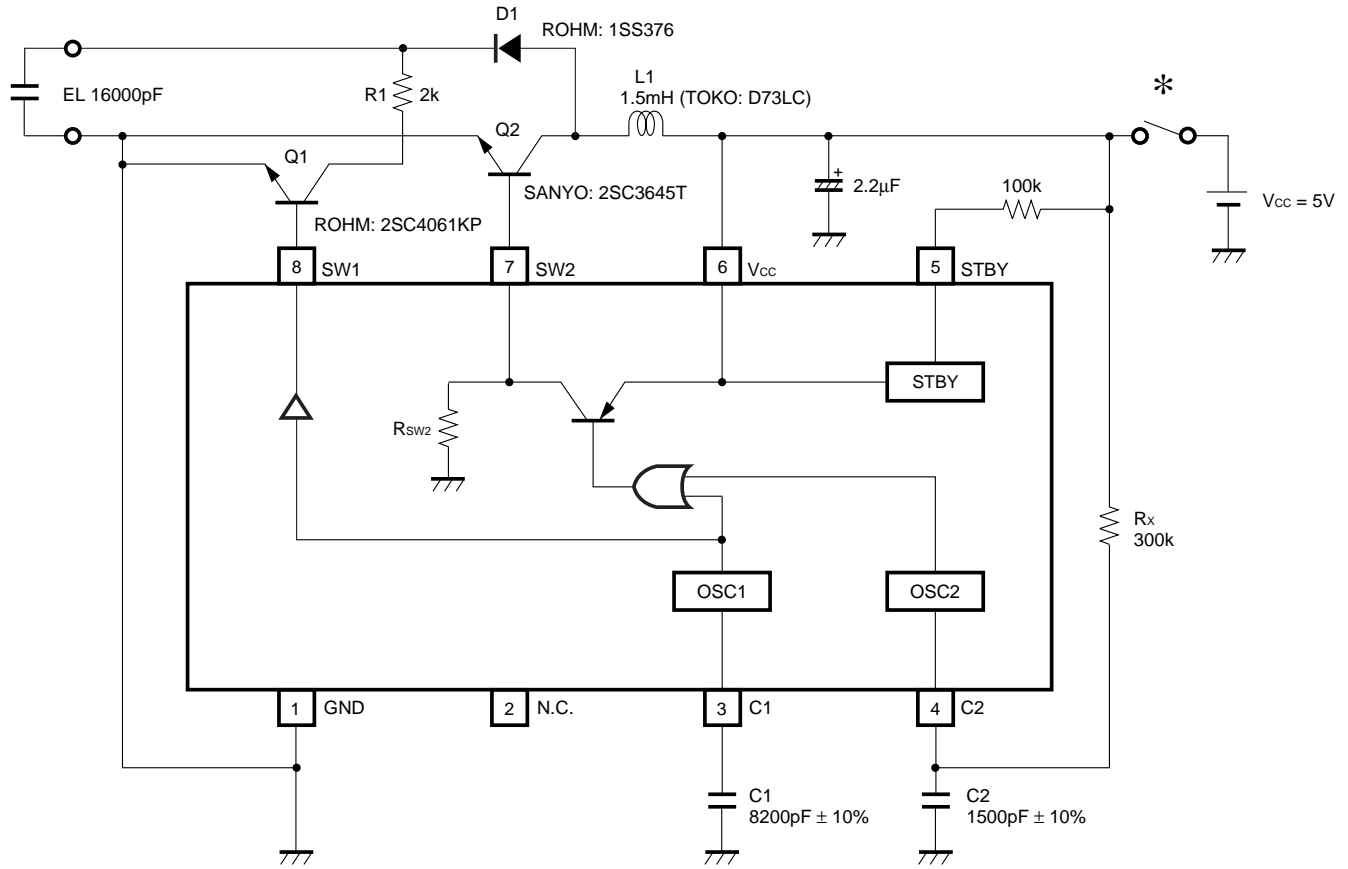 D1
ROHM: 1SS376
EL 16000pF
R1
2k
L1
1.5mH (TOKO: D73LC)
*
Q2
Q1
SANYO: 2SC3645T
ROHM: 2SC4061KP
+
2.2μF
100k
VCC = 5V
8
SW1
7
SW2
6
VCC
5
STBY
STBY
RSW2
RX
300k
OSC1
OSC2
1
GND
2
N.C.
3
C1
4
C2
C1
8200pF ± 10%
C2
1500pF ± 10%